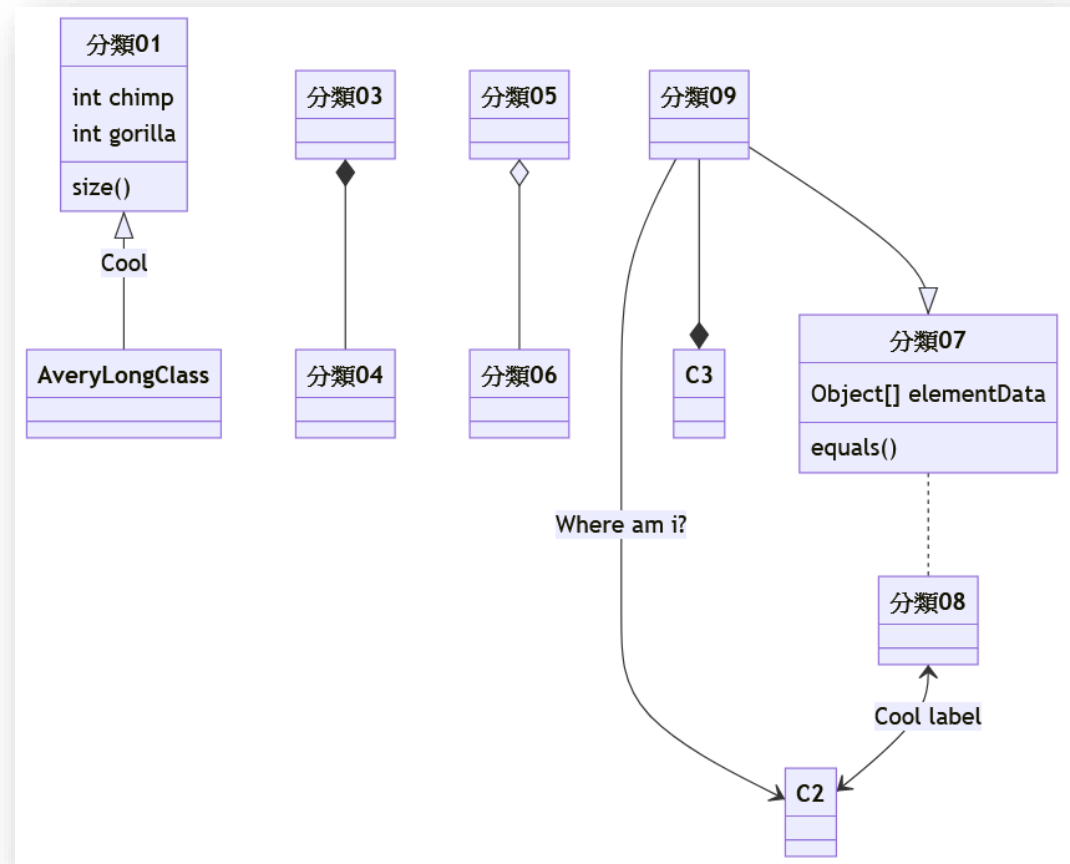 分類01
int chimp
int gorilla
size()
Cool
AveryLongClass
分類03
分類04
分類05
分類06
分類09
C3
分類07
Object[] elementData
equals()
Where am i?
分類08
Cool label
C2